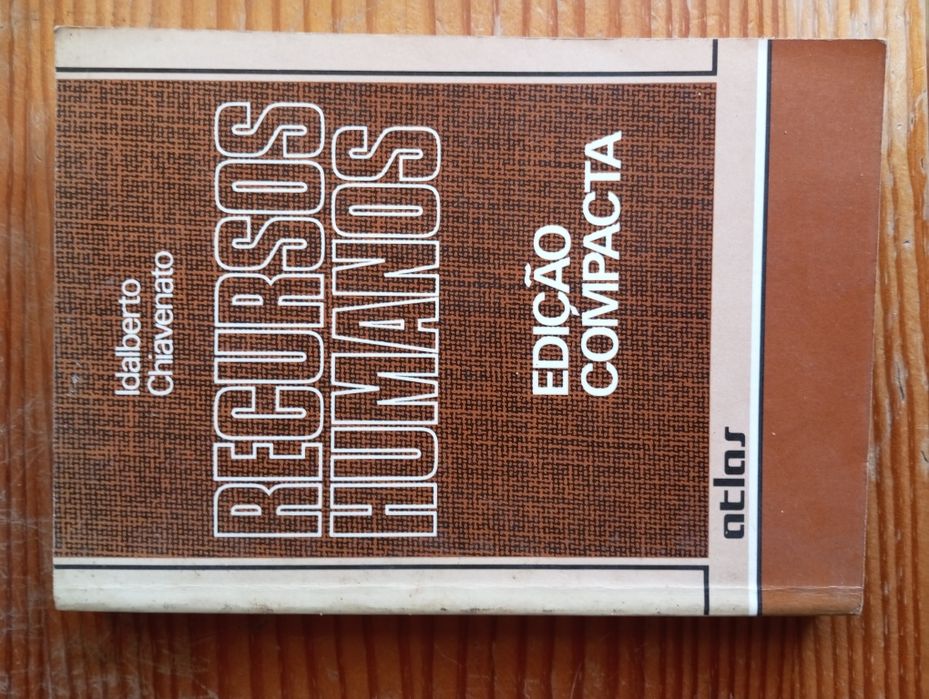 Idalberto
Chiavenato
RECURSOS
HUMANOS
EDIÇÃO
COMPACTA
atlas